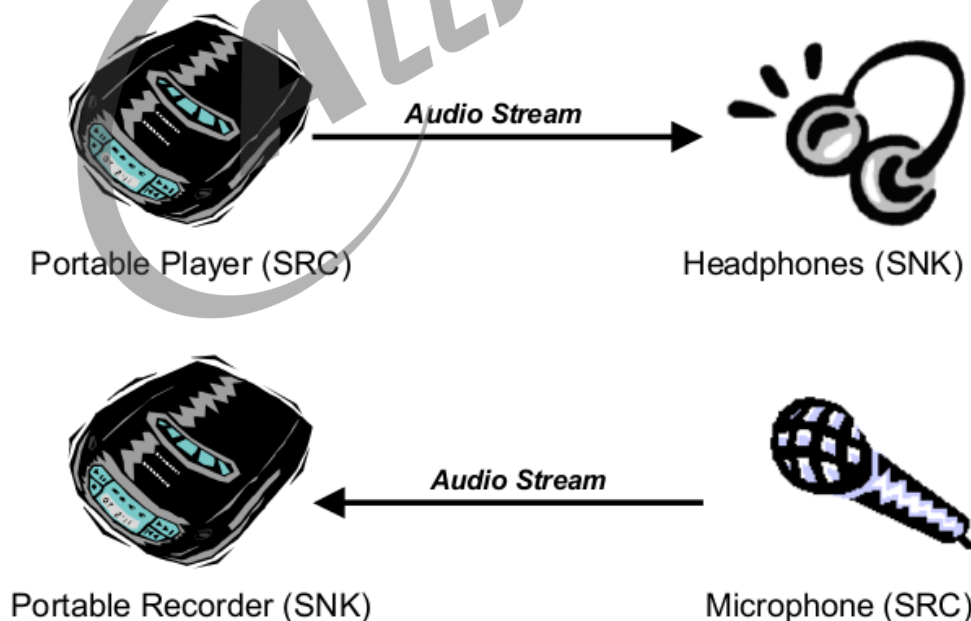 Audio Stream
Portable Player (SRC)
Headphones (SNK)
Audio Stream
Portable Recorder (SNK)
Microphone (SRC)